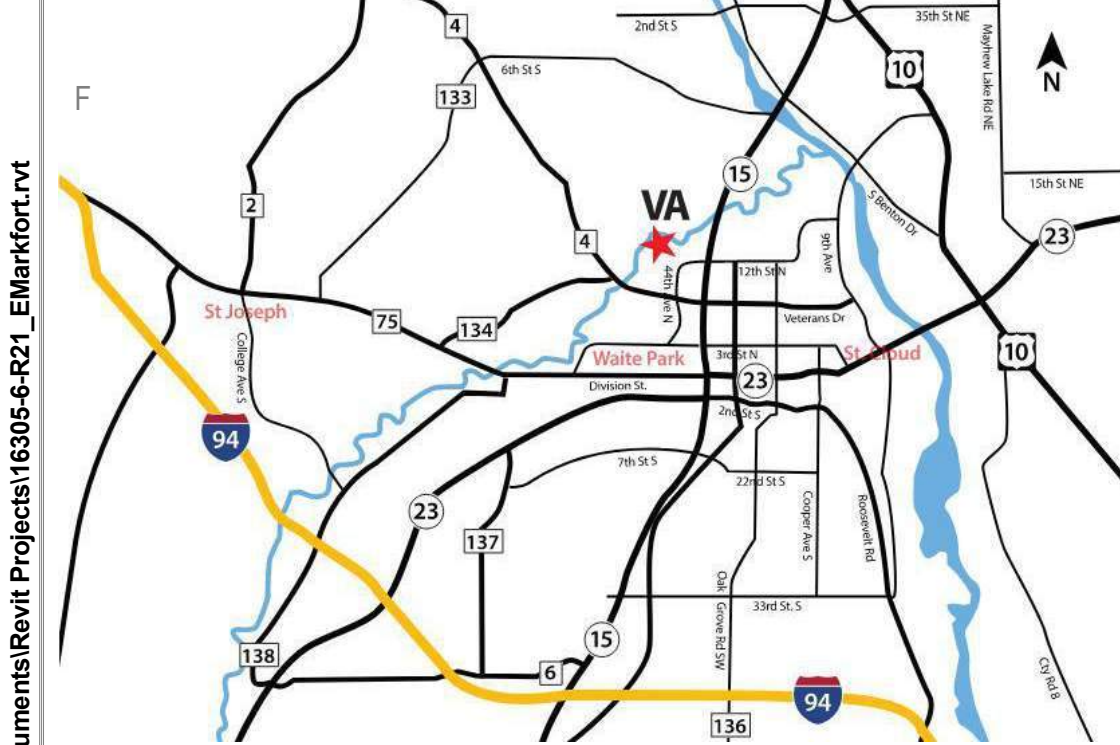 uments\Revit Projects\16305-6-R21_EMarkfort.rvt
F
4
2nd St S
35th St NE
10
Mayhew Lake Rd NE
N
6th St S
133
15
15th St NE
2
VA
S Benton Dr
23
4
9th Ave
44th Ave N
12th St N
St Joseph
75
134
Veterans Dr
College Ave S
Waite Park
3rd St N
St. Cloud
10
23
Division St.
2nd St S
94
7th St S
22nd St S
23
Cooper Ave S
Roosevelt Rd
137
Oak Grove Rd SW
33rd St. S
15
138
6
Cty Rd 8
94
136